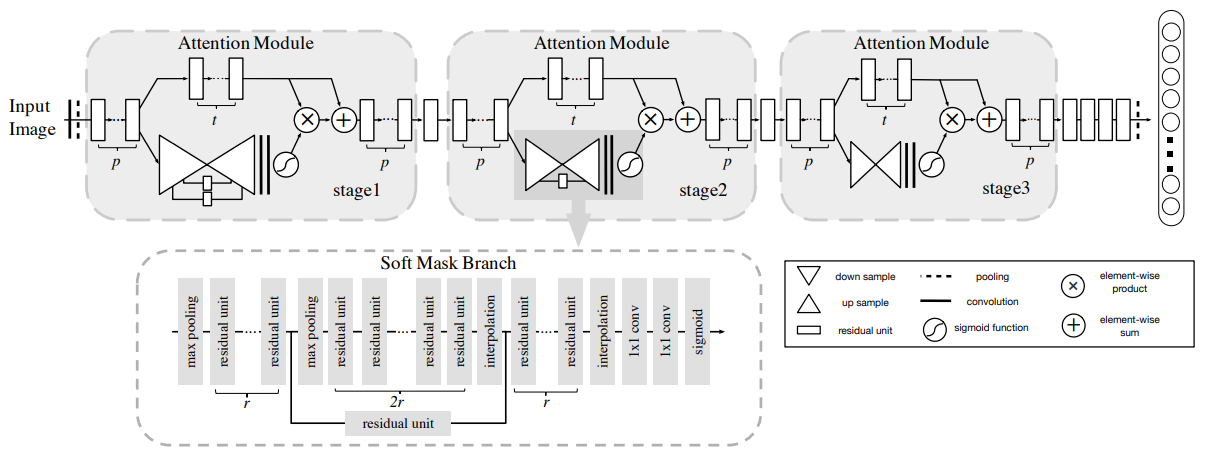 Attention Module
Attention Module
Attention Module
Input
Image
t
t
t
p
p
p
p
p
p
stage1
stage2
stage3
Soft Mask Branch
max pooling
residual unit
residual unit
max pooling
residual unit
residual unit
residual unit
residual unit
interpolation
residual unit
residual unit
interpolation
1x1 conv
1x1 conv
sigmoid
r
2r
r
residual unit
down sample
up sample
residual unit
pooling
convolution
sigmoid function
element-wise
product
element-wise
sum